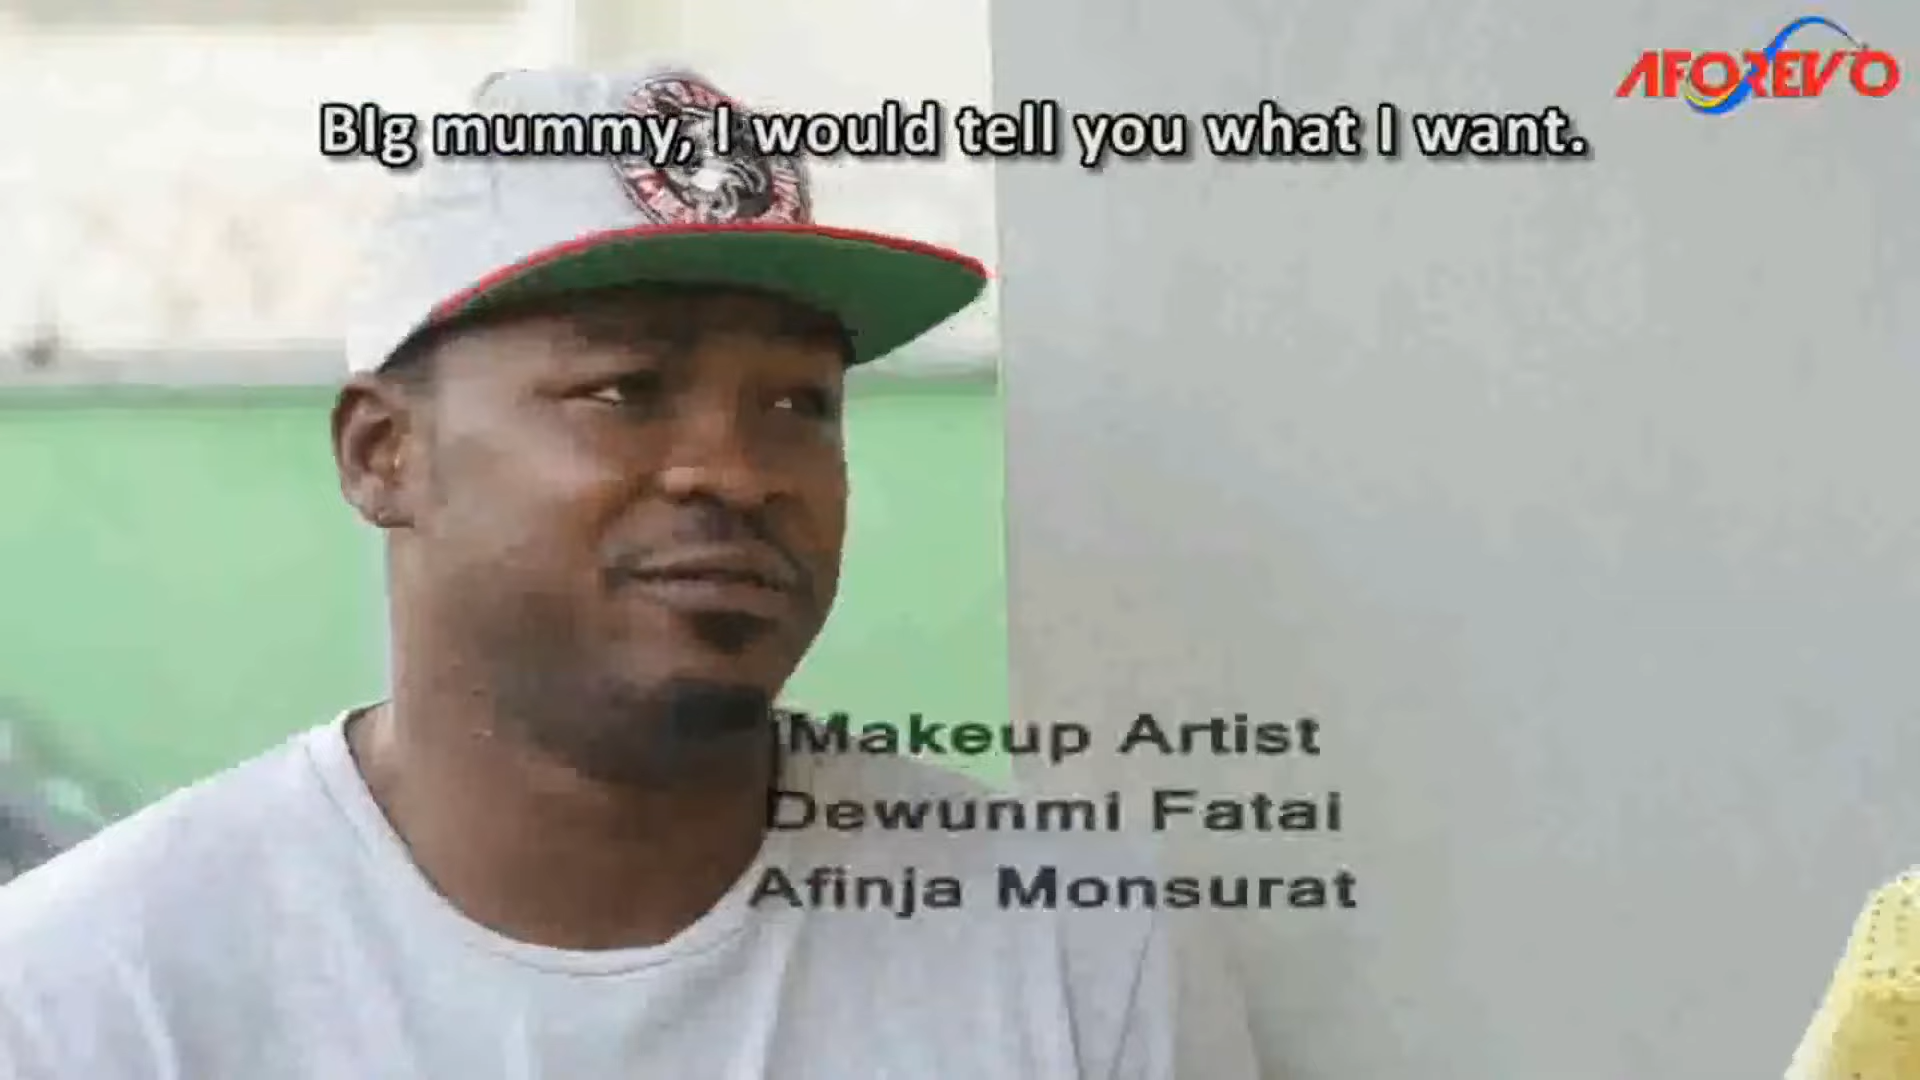 AFOREVO
BIg mummy, I would tell you what I want.
Makeup Artist
Dewunmi Fatai
Afinja Monsurat